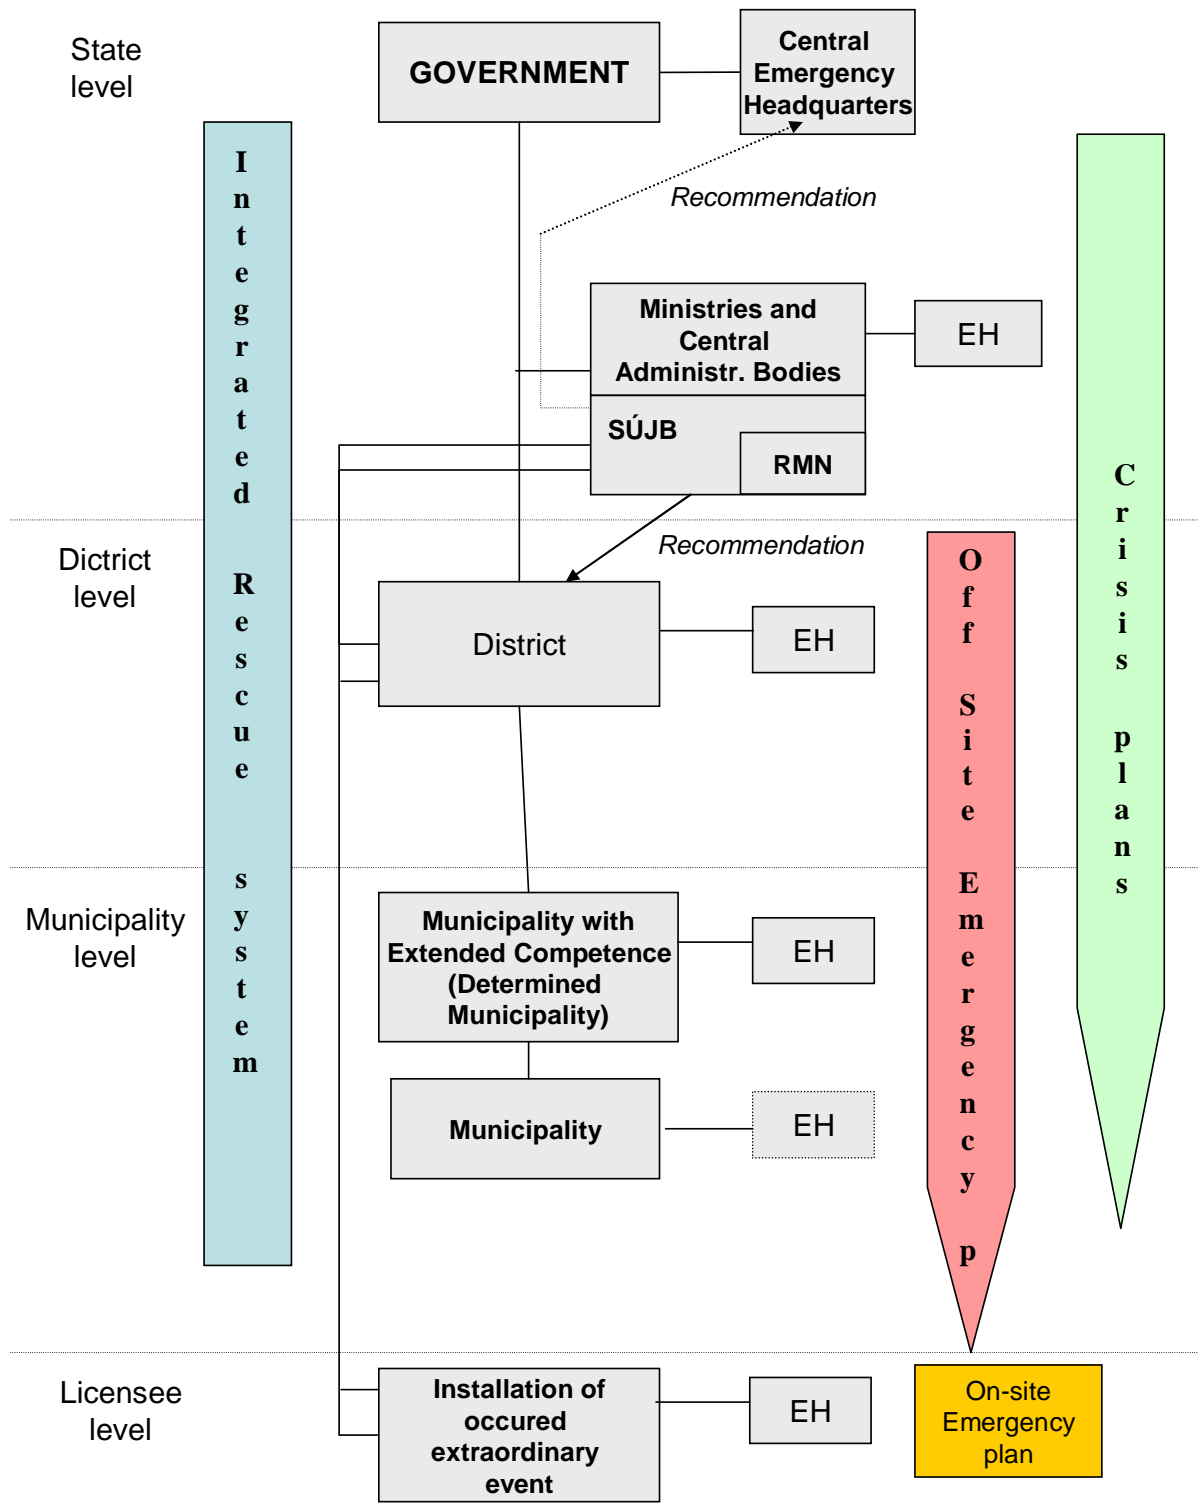 State
level
GOVERNMENT
Central
Emergency
Headquarters
Recommendation
Ministries and
Central
Administr. Bodies
EH
SÚJB
RMN
Integrated Rescue system
Crisis plans
Off Site Emergency p
Dictrict
level
Recommendation
District
EH
Municipality
level
Municipality with
Extended Competence
(Determined
Municipality)
EH
Municipality
EH
Licensee
level
Installation of
occured
extraordinary
event
EH
On-site
Emergency
plan